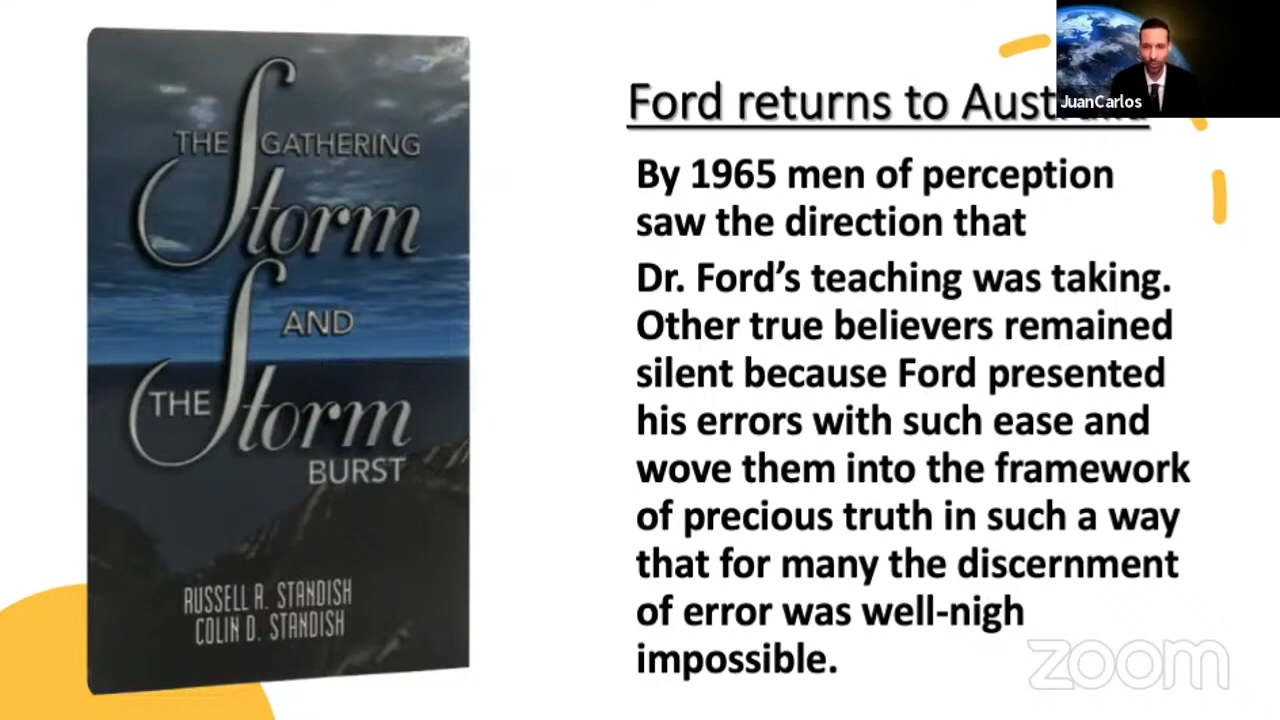 THE GATHERING
Storm
AND
THE Storm
BURST
RUSSELL R. STANDISH
COLIN D. STANDISH
Ford returns to Australia
JuanCarlos
By 1965 men of perception
saw the direction that
Dr. Ford’s teaching was taking.
Other true believers remained
silent because Ford presented
his errors with such ease and
wove them into the framework
of precious truth in such a way
that for many the discernment
of error was well-nigh
impossible.
zoom